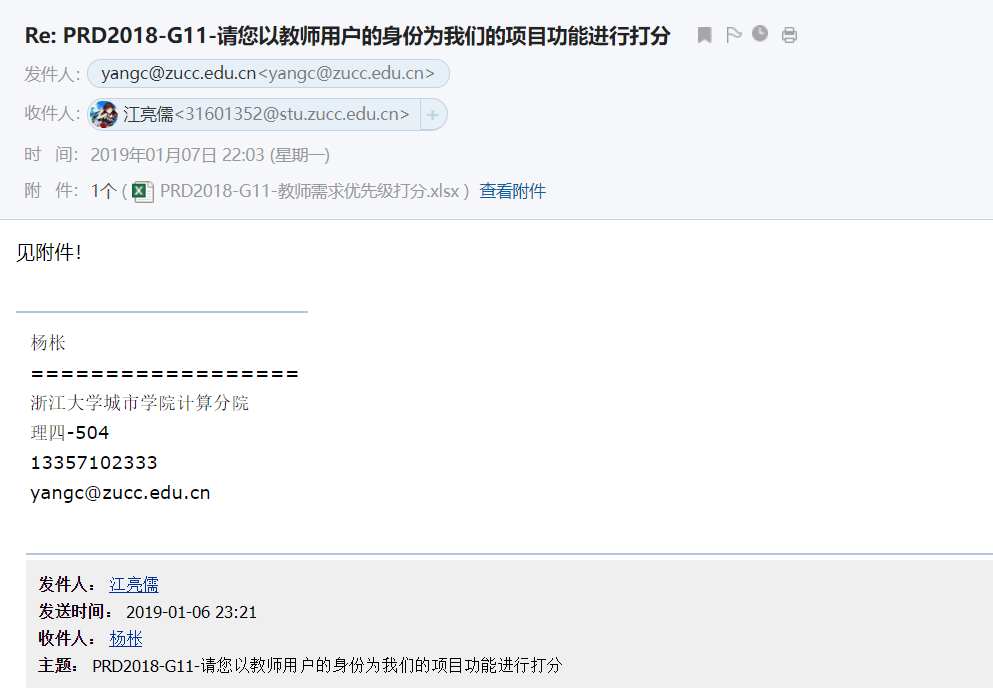 Re: PRD2018-G11-请您以教师用户的身份为我们的项目功能进行打分
发件人： yangc@zucc.edu.cn<yangc@zucc.edu.cn>
收件人： 江亮儒<31601352@stu.zucc.edu.cn> +
时 间： 2019年01月07日 22:03 (星期一)
附 件： 1个 ( PRD2018-G11-教师需求优先级打分.xlsx ) 查看附件
见附件！
杨枨
==================
浙江大学城市学院计算分院
理四-504
13357102333
yangc@zucc.edu.cn
发件人： 江亮儒
发送时间： 2019-01-06 23:21
收件人： 杨枨
主题： PRD2018-G11-请您以教师用户的身份为我们的项目功能进行打分